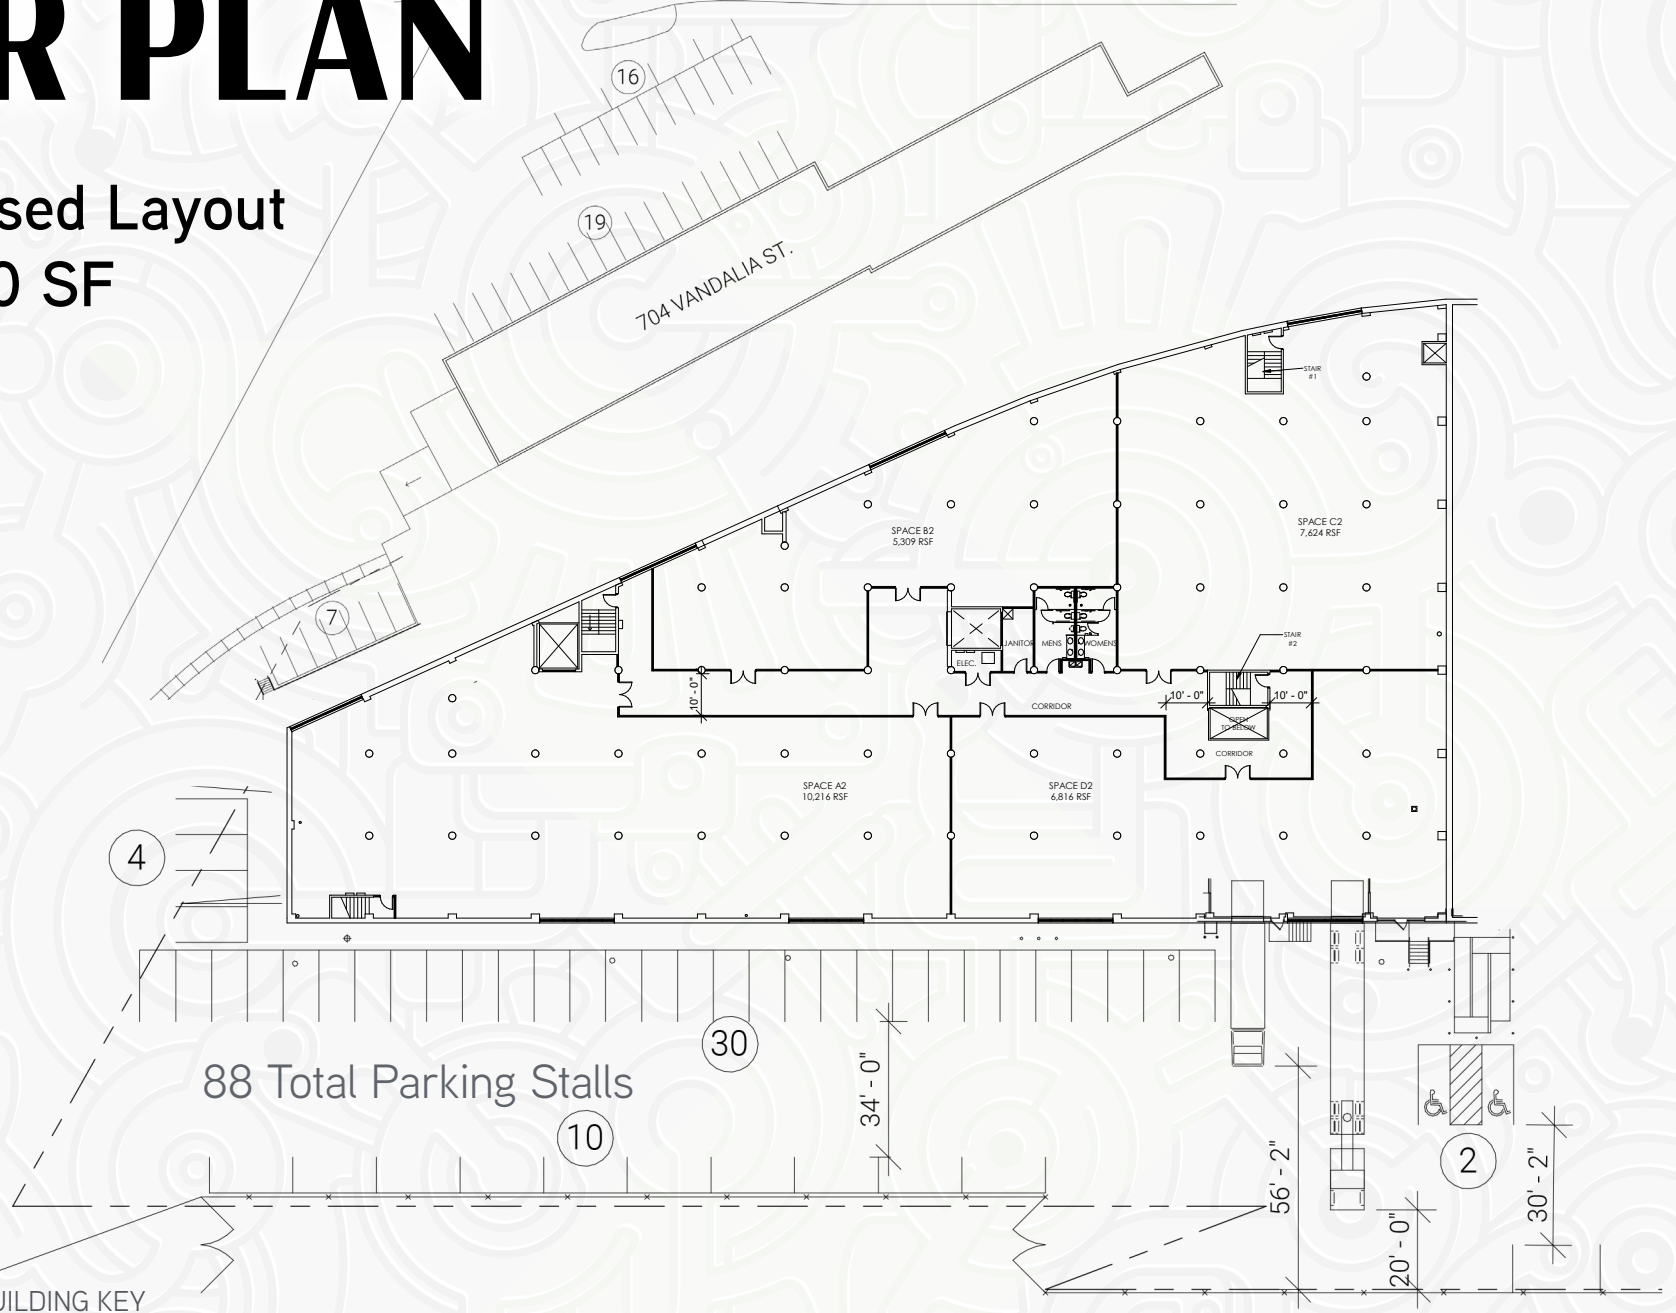 R PLAN
sed Layout
0 SF
16
19
704 VANDALIA ST.
7
STAIR
#1
SPACE B2
5,309 RSF
SPACE C2
7,624 RSF
STAIR
#2
JANITOR
MENS
WOMENS
ELEC.
10' - 0"
10' - 0"
10' - 0"
CORRIDOR
OPEN
TO BELOW
CORRIDOR
SPACE A2
10,216 RSF
SPACE D2
6,816 RSF
4
30
88 Total Parking Stalls
34' - 0"
10
56' - 2"
2
30' - 2"
20' - 0"
UILDING KEY